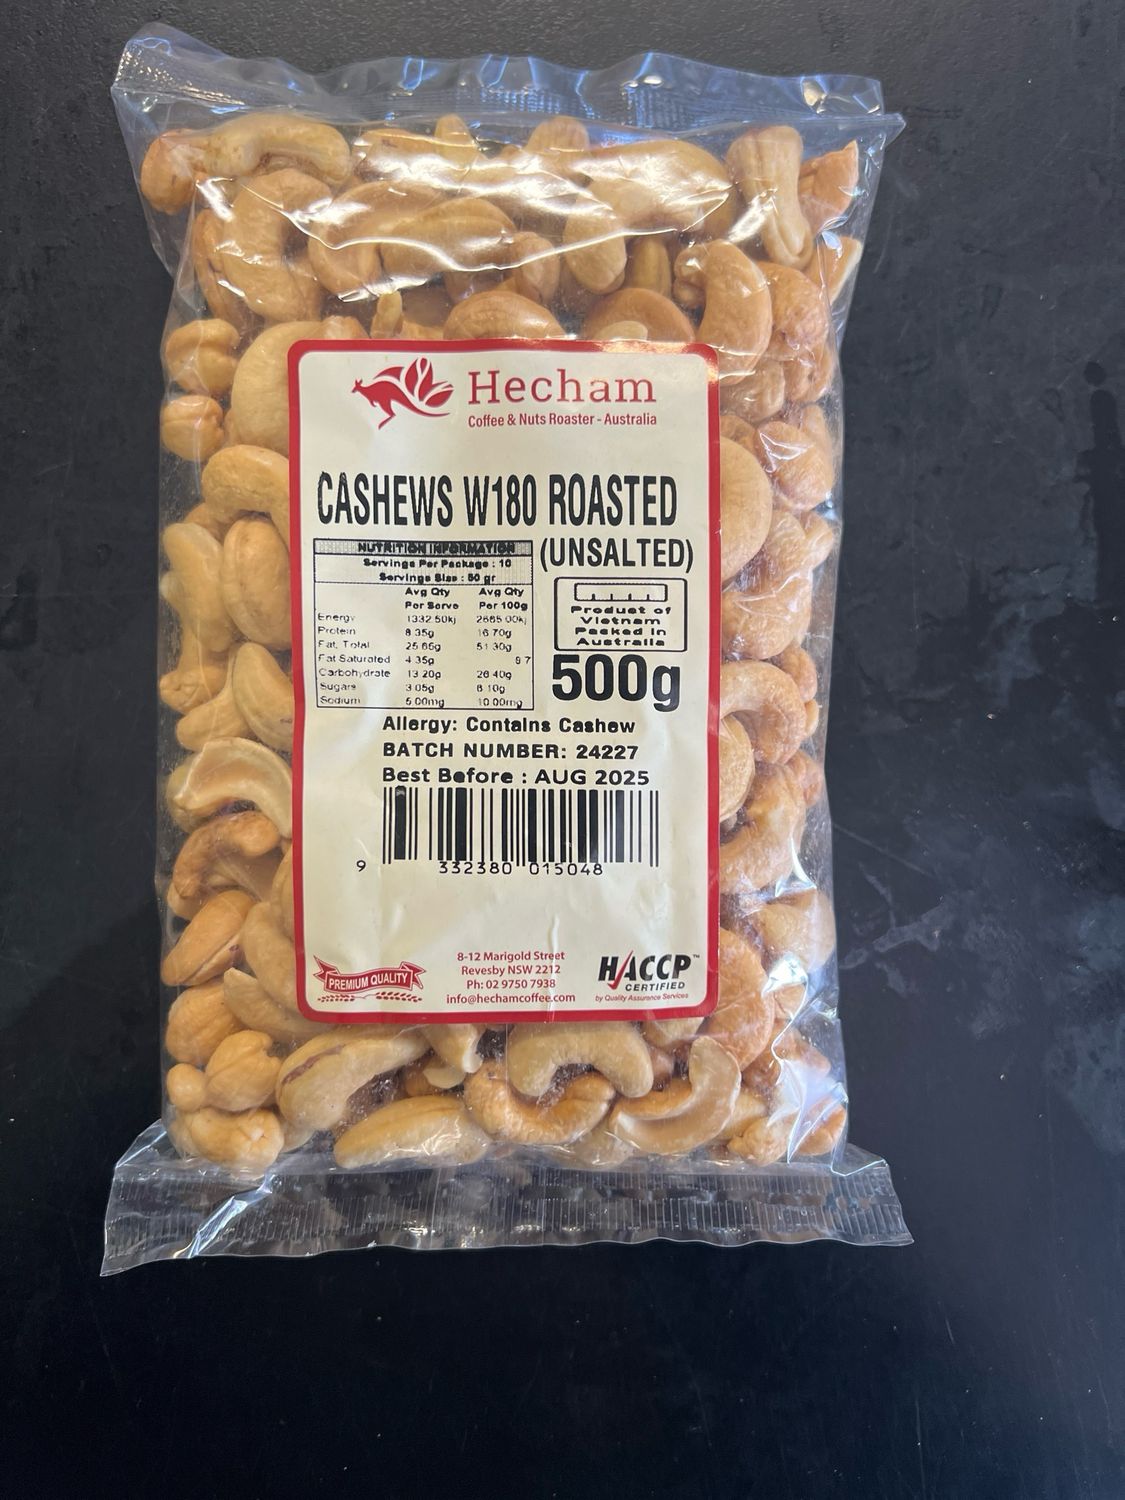 Hecham
Coffee & Nuts Roaster - Australia
CASHEWS W180 ROASTED
(UNSALTED)
NUTRITION INFORMATION
Servings Per Package : 10
Servings Size : 50 gr
Avg Qty Avg Qty
Per Serve Per 100g
Energy 1332.50kj 2665.00kj
Protein 8.35g 16.70g
Fat, Total 25.65g 51.30g
Fat Saturated 4.35g 8.7
Carbohydrate 13.20g 26.40g
Sugars 3.05g 6.10g
Sodium 5.00mg 10.00mg
Product of
Vietnam
Packed in
Australia
500g
Allergy: Contains Cashew
BATCH NUMBER: 24227
Best Before : AUG 2025
9 332380 015048
PREMIUM QUALITY
8-12 Marigold Street
Revesby NSW 2212
Ph: 02 9750 7938
info@hechamcoffee.com
HACCP™
CERTIFIED
by Quality Assurance Services